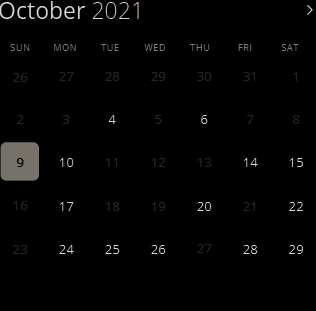 October 2021
SUN MON TUE WED THU FRI SAT
26 27 28 29 30 31 1
2 3 4 5 6 7 8
9 10 11 12 13 14 15
16 17 18 19 20 21 22
23 24 25 26 27 28 29